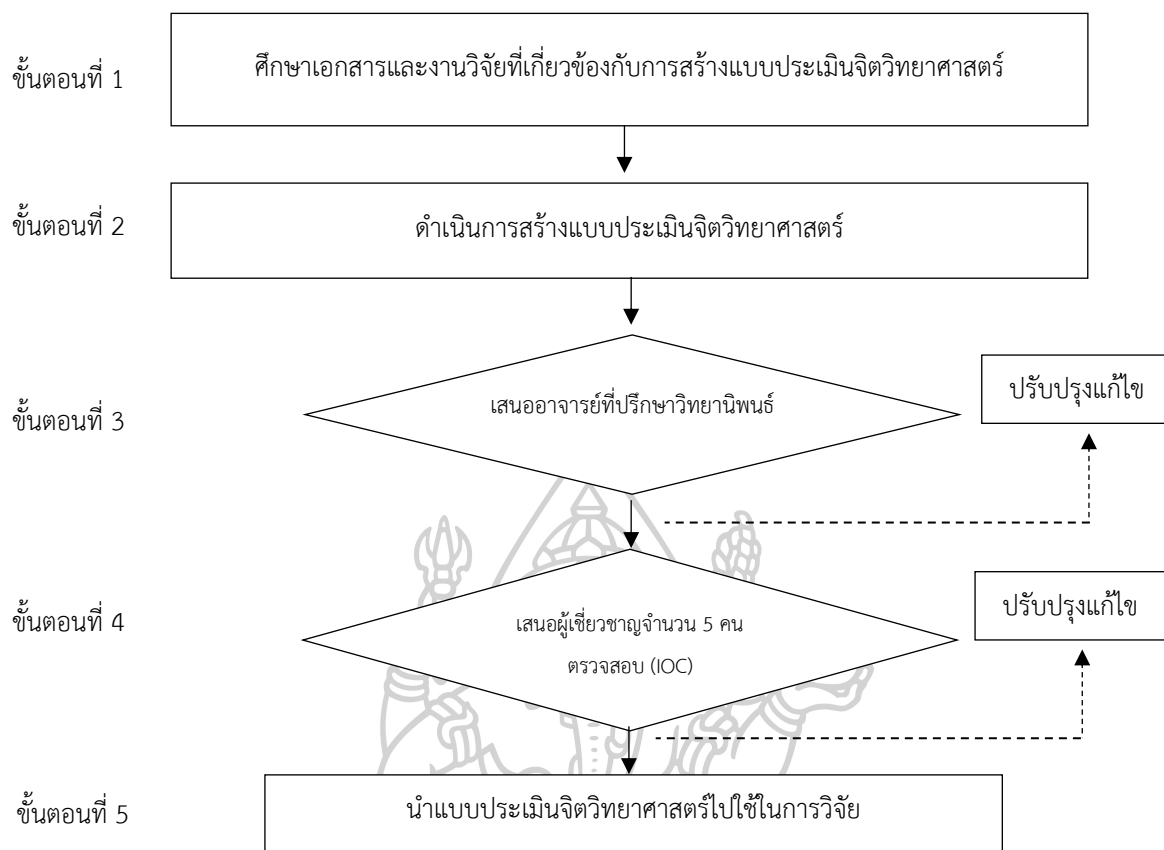 ขั้นตอนที่ 1
ศึกษาเอกสารและงานวิจัยที่เกี่ยวข้องกับการสร้างแบบประเมินจิตวิทยาศาสตร์
ขั้นตอนที่ 2
ดำเนินการสร้างแบบประเมินจิตวิทยาศาสตร์
ขั้นตอนที่ 3
เสนออาจารย์ที่ปรึกษาวิทยานิพนธ์
ปรับปรุงแก้ไข
ขั้นตอนที่ 4
เสนอผู้เชี่ยวชาญจำนวน 5 คน
ตรวจสอบ (IOC)
ปรับปรุงแก้ไข
ขั้นตอนที่ 5
นำแบบประเมินจิตวิทยาศาสตร์ไปใช้ในการวิจัย